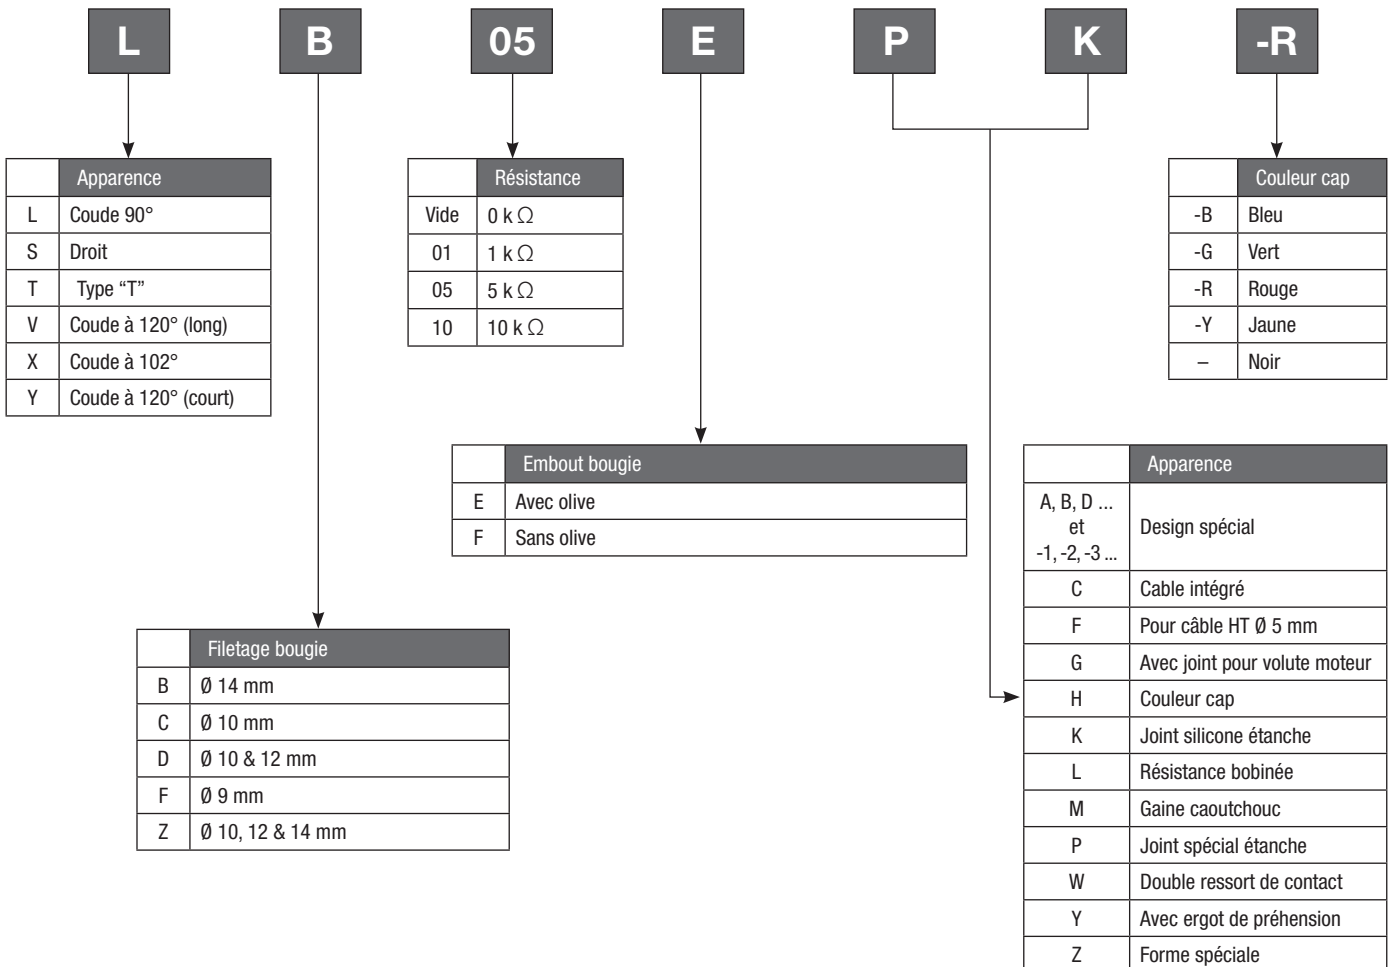 L B 05 E P K -R
Apparence
L Coude 90°
S Droit
T Type “T”
V Coude à 120° (long)
X Coude à 102°
Y Coude à 120° (court)
Résistance
Vide 0 k Ω
01 1 k Ω
05 5 k Ω
10 10 k Ω
Couleur cap
-B Bleu
-G Vert
-R Rouge
-Y Jaune
– Noir
Embout bougie
E Avec olive
F Sans olive
Filetage bougie
B Ø 14 mm
C Ø 10 mm
D Ø 10 & 12 mm
F Ø 9 mm
Z Ø 10, 12 & 14 mm
Apparence
A, B, D ...
et
-1, -2, -3 ...
Design spécial
C Cable intégré
F Pour câble HT Ø 5 mm
G Avec joint pour volute moteur
H Couleur cap
K Joint silicone étanche
L Résistance bobinée
M Gaine caoutchouc
P Joint spécial étanche
W Double ressort de contact
Y Avec ergot de préhension
Z Forme spéciale